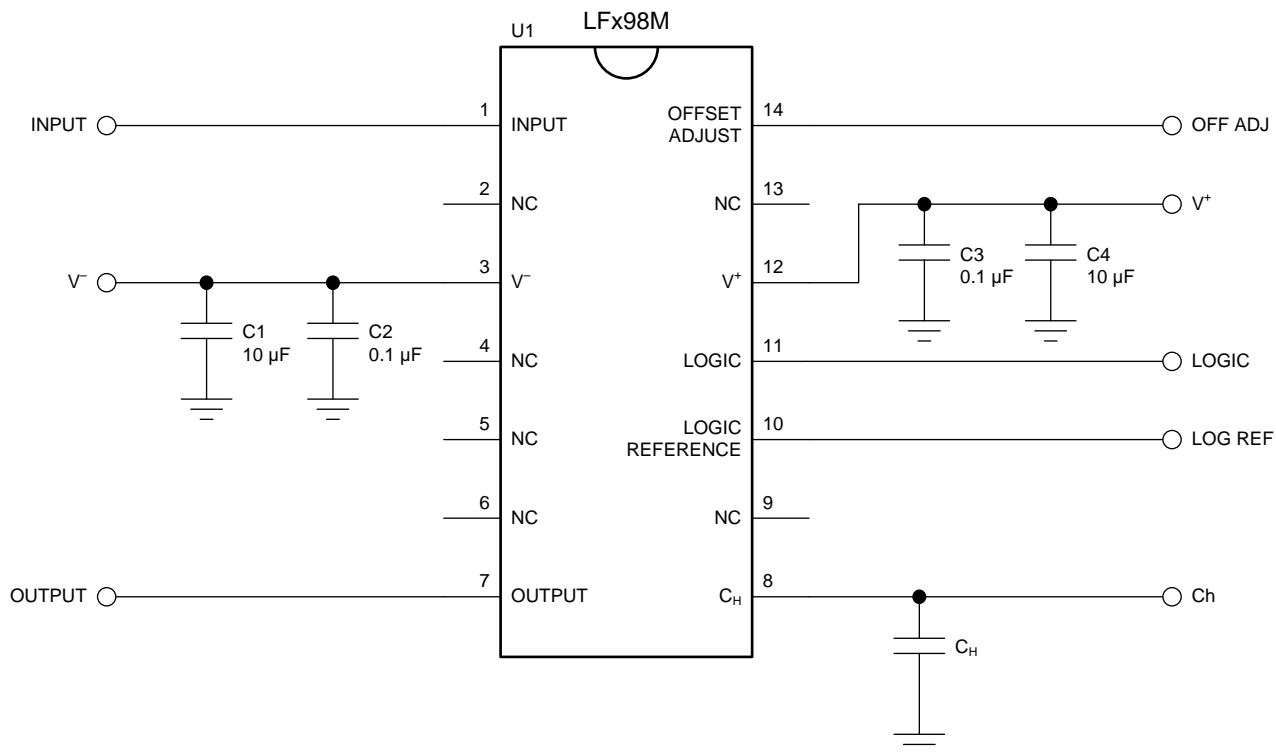 LFx98M
U1
INPUT
1
INPUT
OFFSET
ADJUST
14
OFF ADJ
2
NC
NC
13
V⁺
C3
0.1 µF
C4
10 µF
V⁻
3
V⁻
V⁺
12
C1
10 µF
C2
0.1 µF
4
NC
LOGIC
11
LOGIC
5
NC
LOGIC
REFERENCE
10
LOG REF
6
NC
NC
9
OUTPUT
7
OUTPUT
C_H
8
Ch
C_H